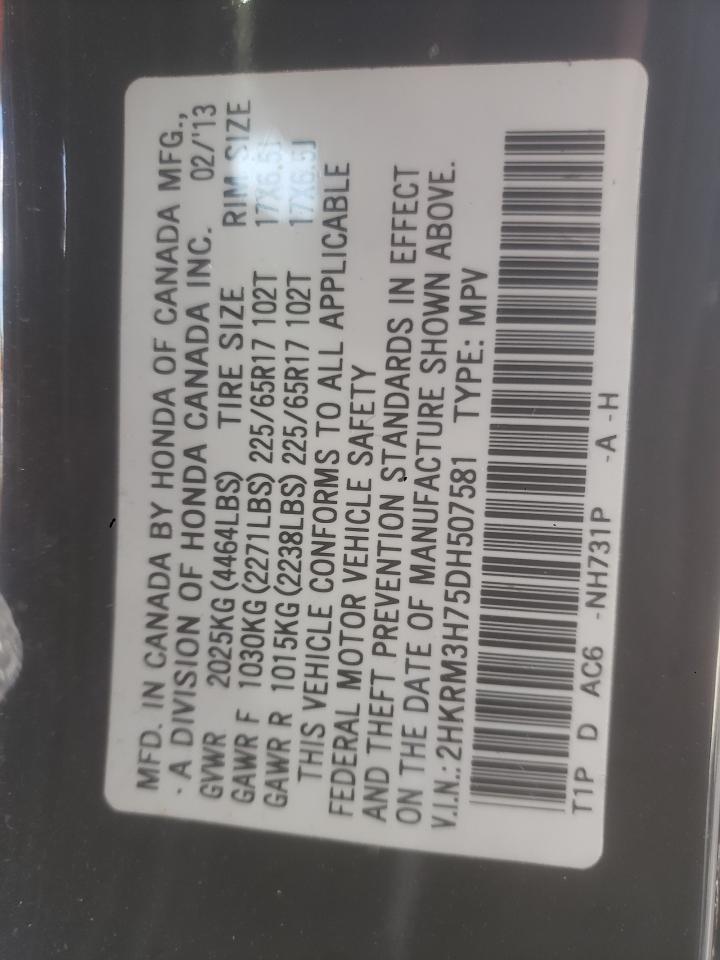 MFD. IN CANADA BY HONDA OF CANADA MFG.,
A DIVISION OF HONDA CANADA INC. 02/'13
GVWR 2025KG (4464LBS) TIRE SIZE RIM SIZE
GAWR F 1030KG (2271LBS) 225/65R17 102T 17X6.5J
GAWR R 1015KG (2238LBS) 225/65R17 102T 17X6.5J
THIS VEHICLE CONFORMS TO ALL APPLICABLE
FEDERAL MOTOR VEHICLE SAFETY
AND THEFT PREVENTION STANDARDS IN EFFECT
ON THE DATE OF MANUFACTURE SHOWN ABOVE.
V.I.N.: 2HKRM3H75DH507581 TYPE: MPV
T1P D AC6 -NH731P -A -H